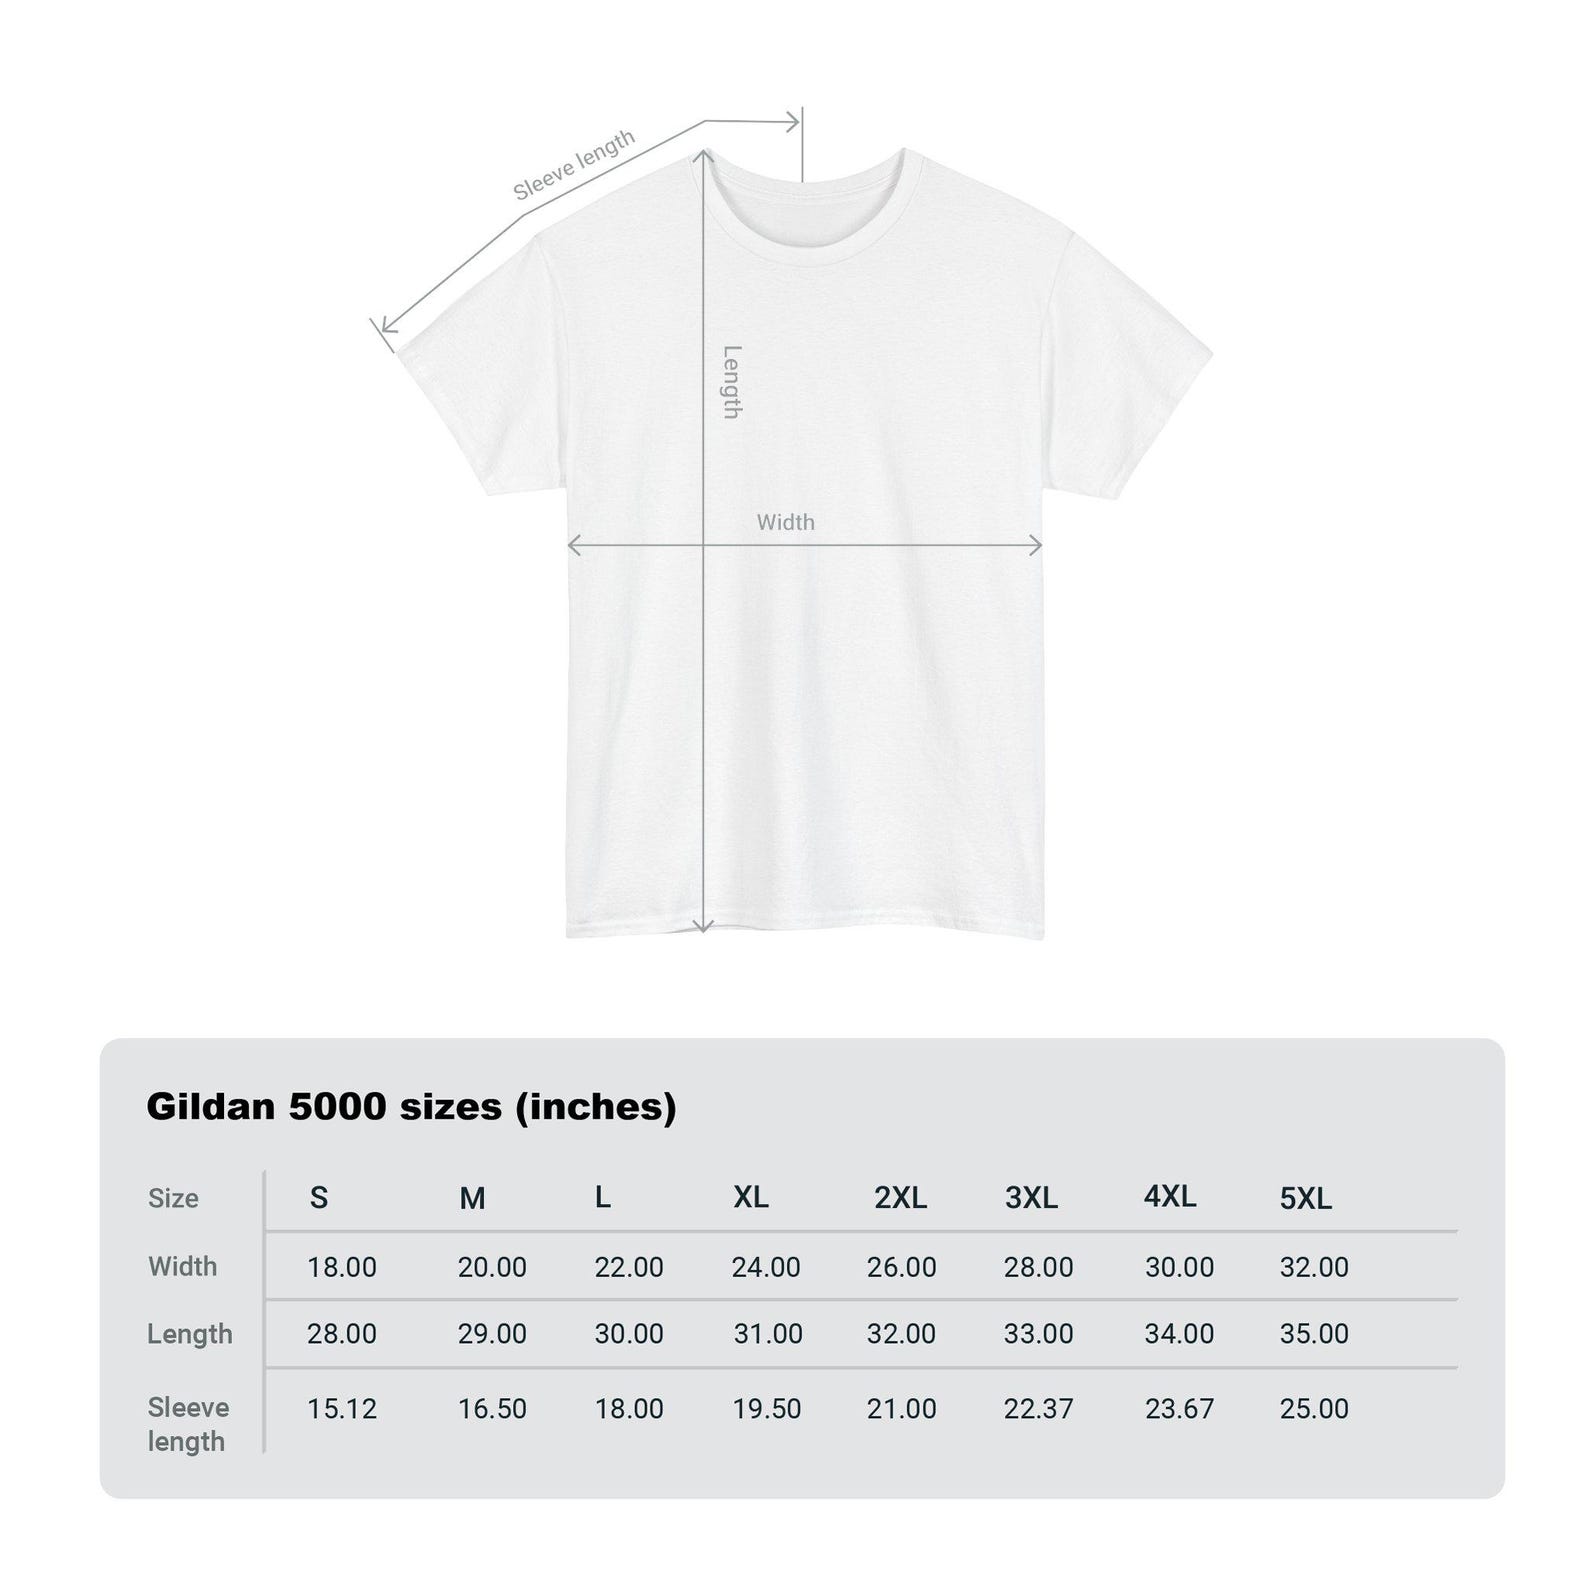 Sleeve length
Length
Width
Gildan 5000 sizes (inches)
Size S M L XL 2XL 3XL 4XL 5XL
Width 18.00 20.00 22.00 24.00 26.00 28.00 30.00 32.00
Length 28.00 29.00 30.00 31.00 32.00 33.00 34.00 35.00
Sleeve length 15.12 16.50 18.00 19.50 21.00 22.37 23.67 25.00